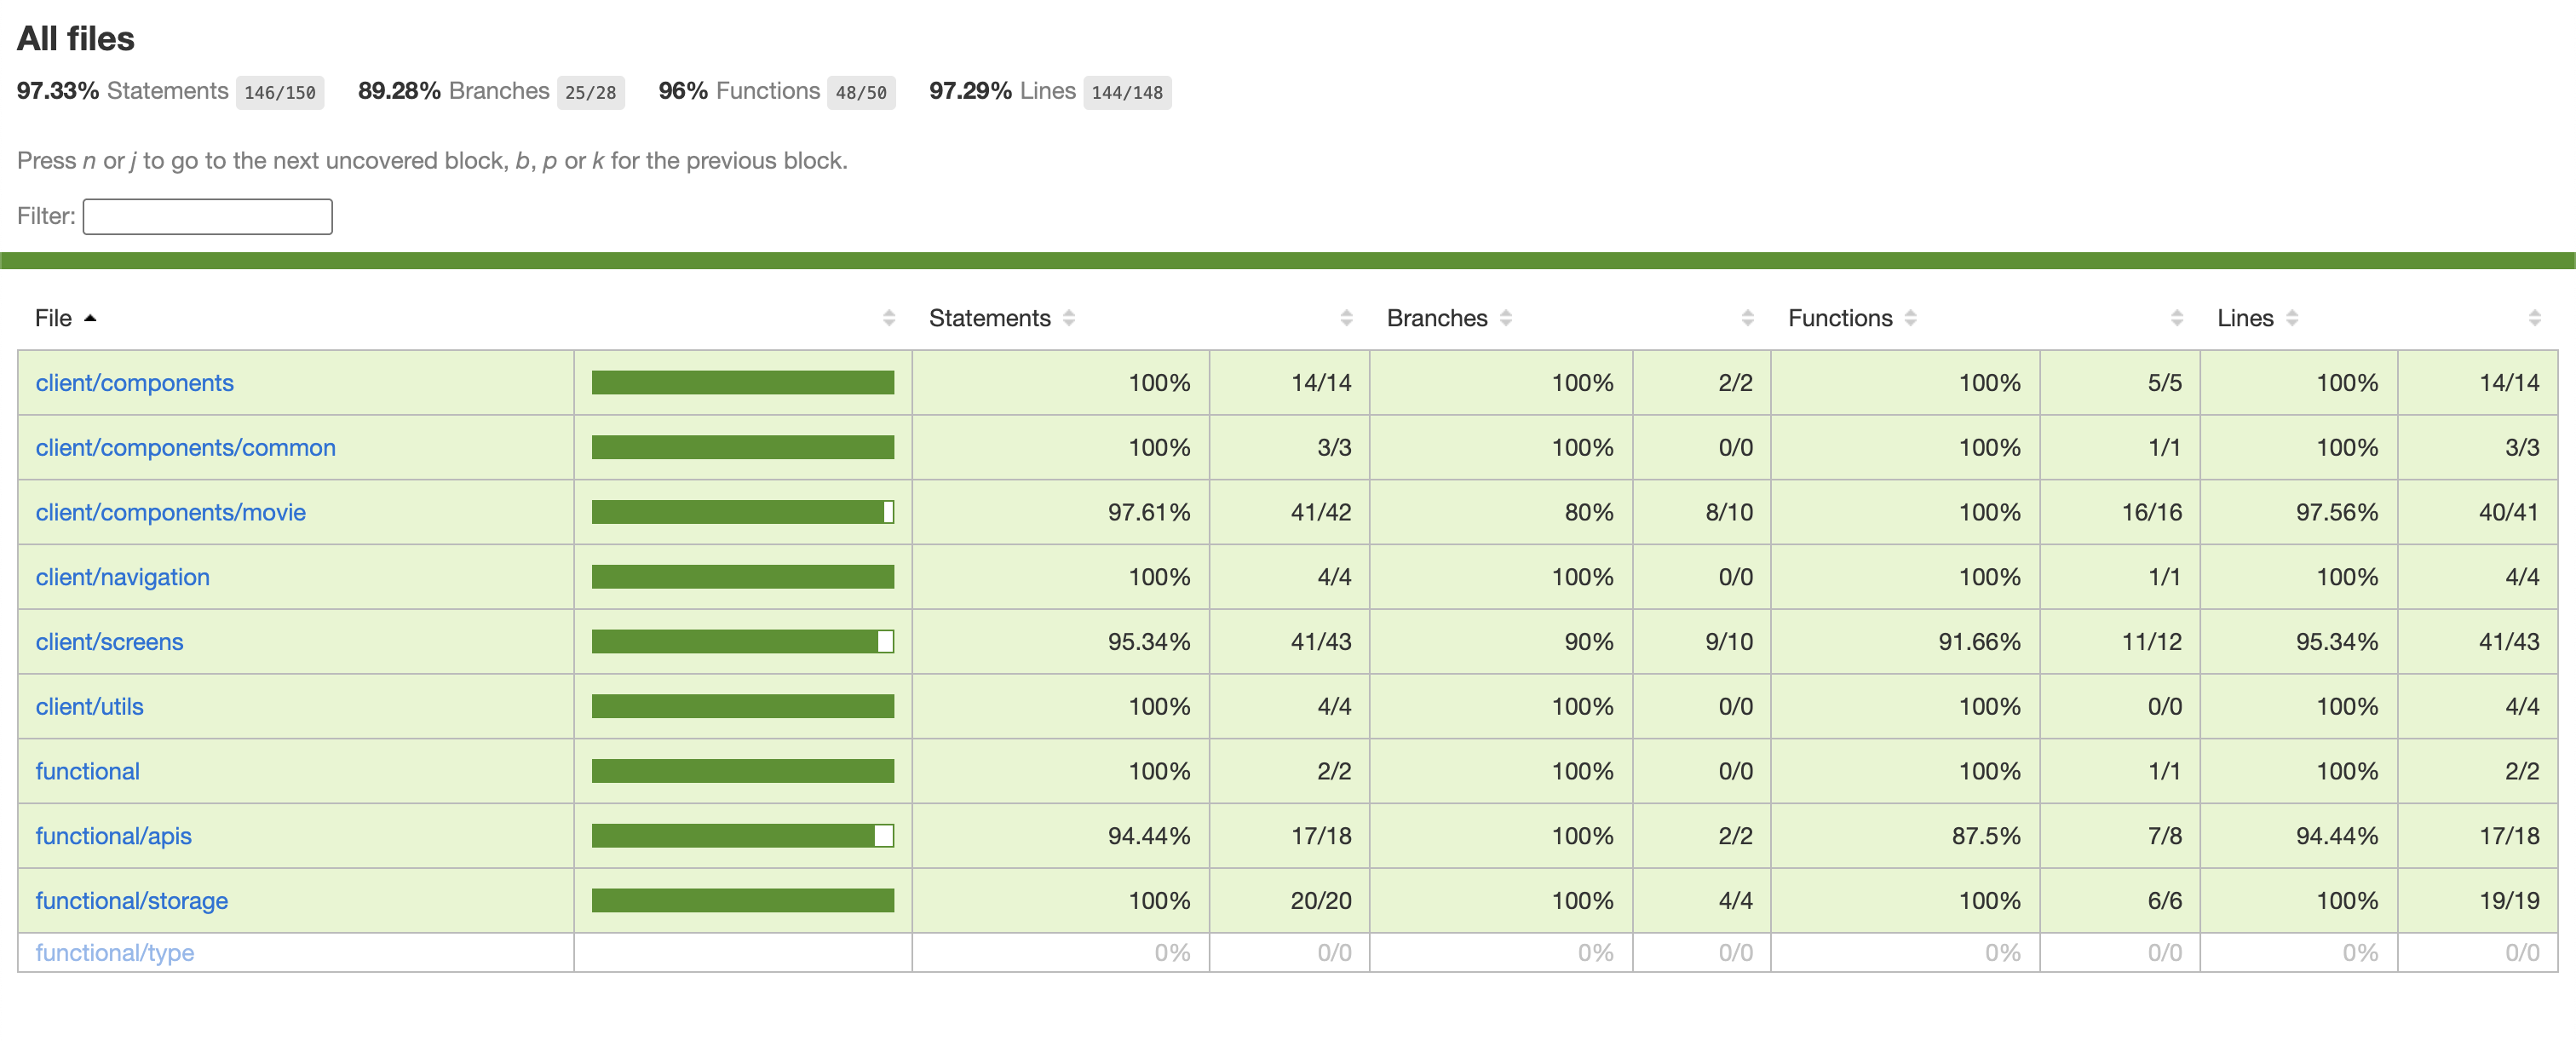 All files
97.33% Statements 146/150 89.28% Branches 25/28 96% Functions 48/50 97.29% Lines 144/148
Press n or j to go to the next uncovered block, b, p or k for the previous block.
Filter:
File Statements Branches Functions Lines
client/components 100% 14/14 100% 2/2 100% 5/5 100% 14/14
client/components/common 100% 3/3 100% 0/0 100% 1/1 100% 3/3
client/components/movie 97.61% 41/42 80% 8/10 100% 16/16 97.56% 40/41
client/navigation 100% 4/4 100% 0/0 100% 1/1 100% 4/4
client/screens 95.34% 41/43 90% 9/10 91.66% 11/12 95.34% 41/43
client/utils 100% 4/4 100% 0/0 100% 0/0 100% 4/4
functional 100% 2/2 100% 0/0 100% 1/1 100% 2/2
functional/apis 94.44% 17/18 100% 2/2 87.5% 7/8 94.44% 17/18
functional/storage 100% 20/20 100% 4/4 100% 6/6 100% 19/19
functional/type 0% 0/0 0% 0/0 0% 0/0 0% 0/0